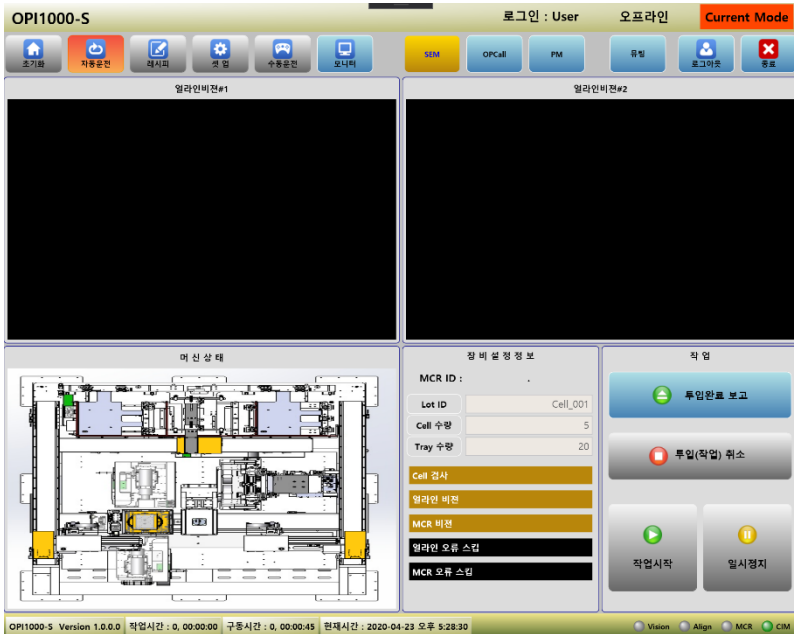 OPI1000-S
로그인 : User
오프라인
Current Mode
초기화
자동운전
레시피
셋 업
수동운전
모니터
SEM
OPCall
PM
뮤팅
로그아웃
종료
얼라인비젼#1
얼라인비젼#2
머 신 상 태
장 비 설 정 정 보
작 업
MCR ID : .
Lot ID Cell_001
Cell 수량 5
Tray 수량 20
Cell 검사
얼라인 비젼
MCR 비젼
얼라인 오류 스킵
MCR 오류 스킵
투입완료 보고
투입(작업) 취소
작업시작
일시정지
OPI1000-S Version 1.0.0.0 작업시간 : 0, 00:00:00 구동시간 : 0, 00:00:45 현재시간 : 2020-04-23 오후 5:28:30
Vision Align MCR CIM